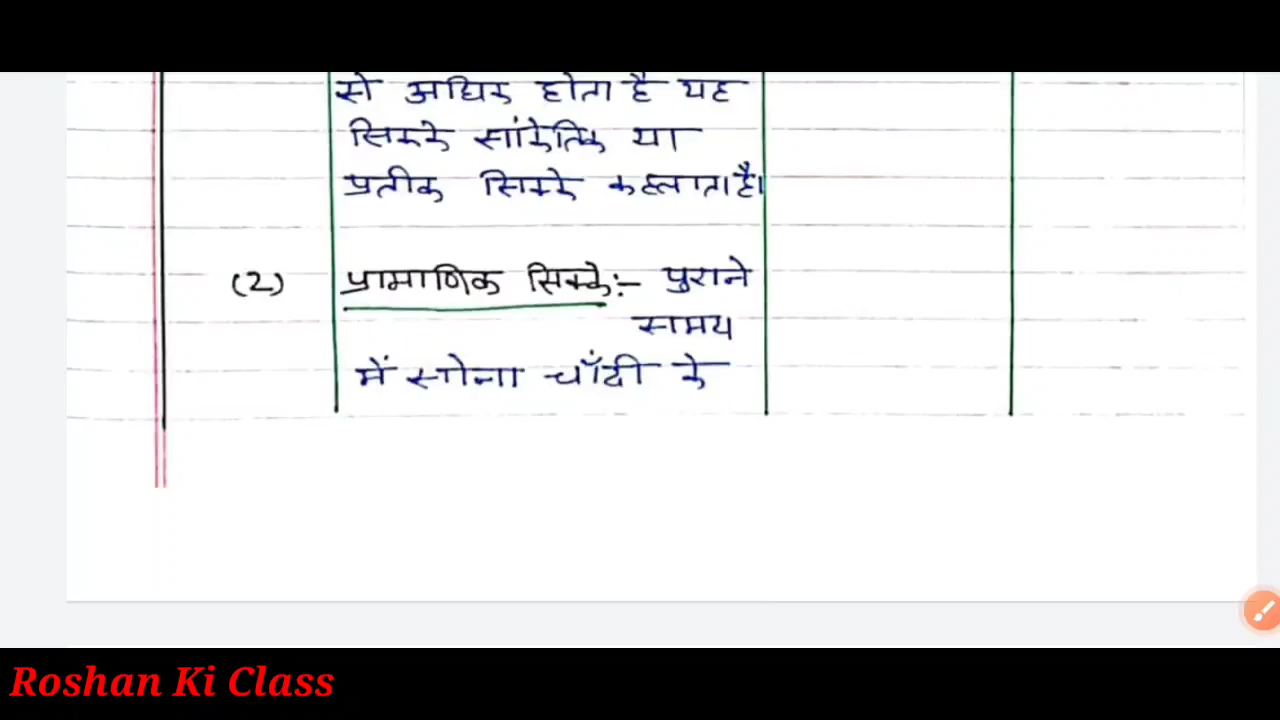 से अधिक होता है यह
सिक्के सांकेतिक या
प्रतीक सिक्के कहलाता है।
(2) प्रामाणिक सिक्के:- पुराने
समय
में सोना चाँदी के
Roshan Ki Class